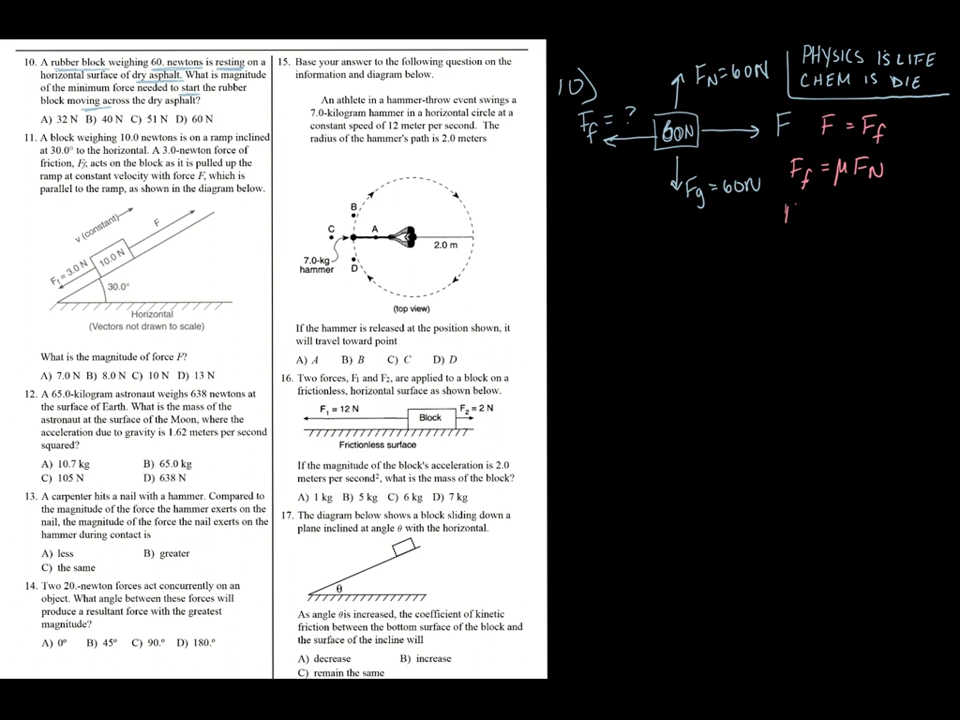 10. A rubber block weighing 60. newtons is resting on a
horizontal surface of dry asphalt. What is magnitude
of the minimum force needed to start the rubber
block moving across the dry asphalt?
A) 32 N B) 40 N C) 51 N D) 60 N
11. A block weighing 10.0 newtons is on a ramp inclined
at 30.0° to the horizontal. A 3.0-newton force of
friction, Ff, acts on the block as it is pulled up the
ramp at constant velocity with force F, which is
parallel to the ramp, as shown in the diagram below.
v (constant)
F
Ff = 3.0 N
10.0 N
30.0°
Horizontal
(Vectors not drawn to scale)
What is the magnitude of force F?
A) 7.0 N B) 8.0 N C) 10 N D) 13 N
12. A 65.0-kilogram astronaut weighs 638 newtons at
the surface of Earth. What is the mass of the
astronaut at the surface of the Moon, where the
acceleration due to gravity is 1.62 meters per second
squared?
A) 10.7 kg B) 65.0 kg
C) 105 N D) 638 N
13. A carpenter hits a nail with a hammer. Compared to
the magnitude of the force the hammer exerts on the
nail, the magnitude of the force the nail exerts on the
hammer during contact is
A) less B) greater
C) the same
14. Two 20.-newton forces act concurrently on an
object. What angle between these forces will
produce a resultant force with the greatest
magnitude?
A) 0° B) 45° C) 90.° D) 180.°
15. Base your answer to the following question on the
information and diagram below.
An athlete in a hammer-throw event swings a
7.0-kilogram hammer in a horizontal circle at a
constant speed of 12 meter per second. The
radius of the hammer's path is 2.0 meters
B
C
A
2.0 m
7.0-kg
hammer
D
(top view)
If the hammer is released at the position shown, it
will travel toward point
A) A B) B C) C D) D
16. Two forces, F1 and F2, are applied to a block on a
frictionless, horizontal surface as shown below.
F1 = 12 N
F2 = 2 N
Block
Frictionless surface
If the magnitude of the block's acceleration is 2.0
meters per second², what is the mass of the block?
A) 1 kg B) 5 kg C) 6 kg D) 7 kg
17. The diagram below shows a block sliding down a
plane inclined at angle θ with the horizontal.
θ
As angle θ is increased, the coefficient of kinetic
friction between the bottom surface of the block and
the surface of the incline will
A) decrease B) increase
C) remain the same
10)
FN = 60N
Ff = ?
60N
F
Fg = 60N
PHYSICS IS LIFE
CHEM IS DIE
F = Ff
Ff = μFN